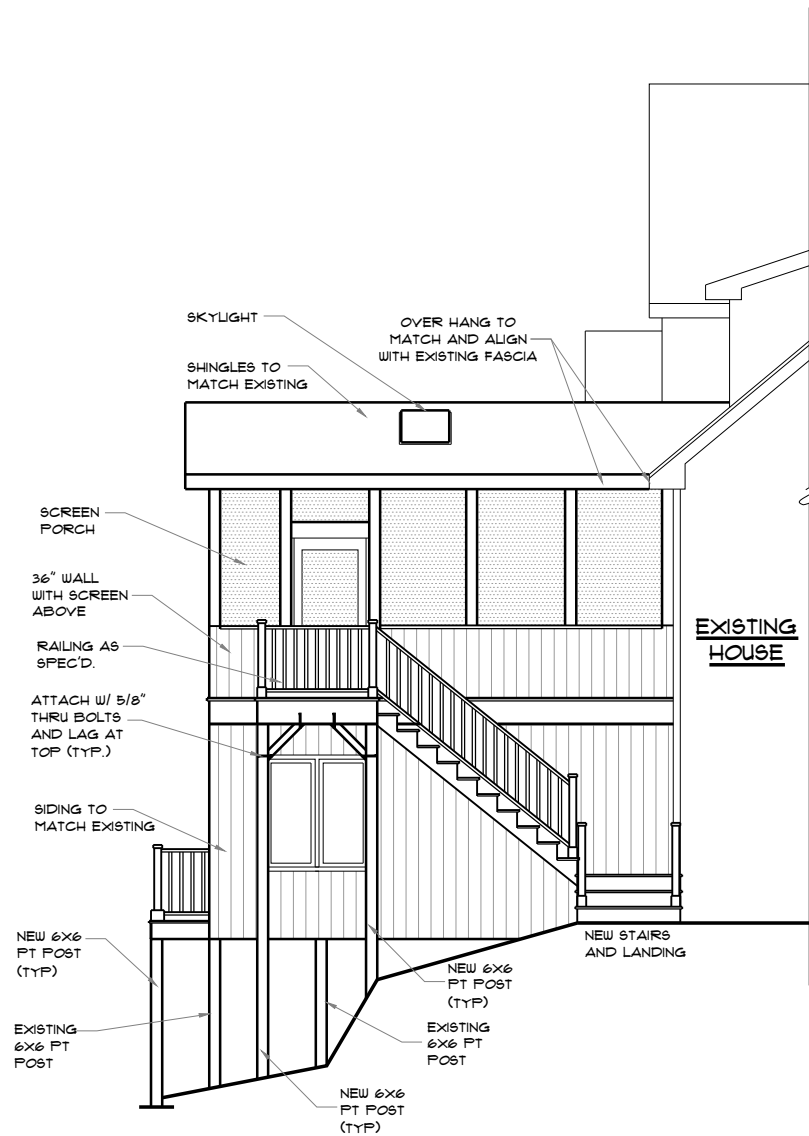 SKYLIGHT
OVER HANG TO
MATCH AND ALIGN
WITH EXISTING FASCIA
SHINGLES TO
MATCH EXISTING
SCREEN
PORCH
36" WALL
WITH SCREEN
ABOVE
RAILING AS
SPEC'D.
ATTACH W/ 5/8"
THRU BOLTS
AND LAG AT
TOP (TYP.)
SIDING TO
MATCH EXISTING
EXISTING
HOUSE
NEW 6X6
PT POST
(TYP)
EXISTING
6X6 PT
POST
NEW STAIRS
AND LANDING
NEW 6X6
PT POST
(TYP)
EXISTING
6X6 PT
POST
NEW 6X6
PT POST
(TYP)